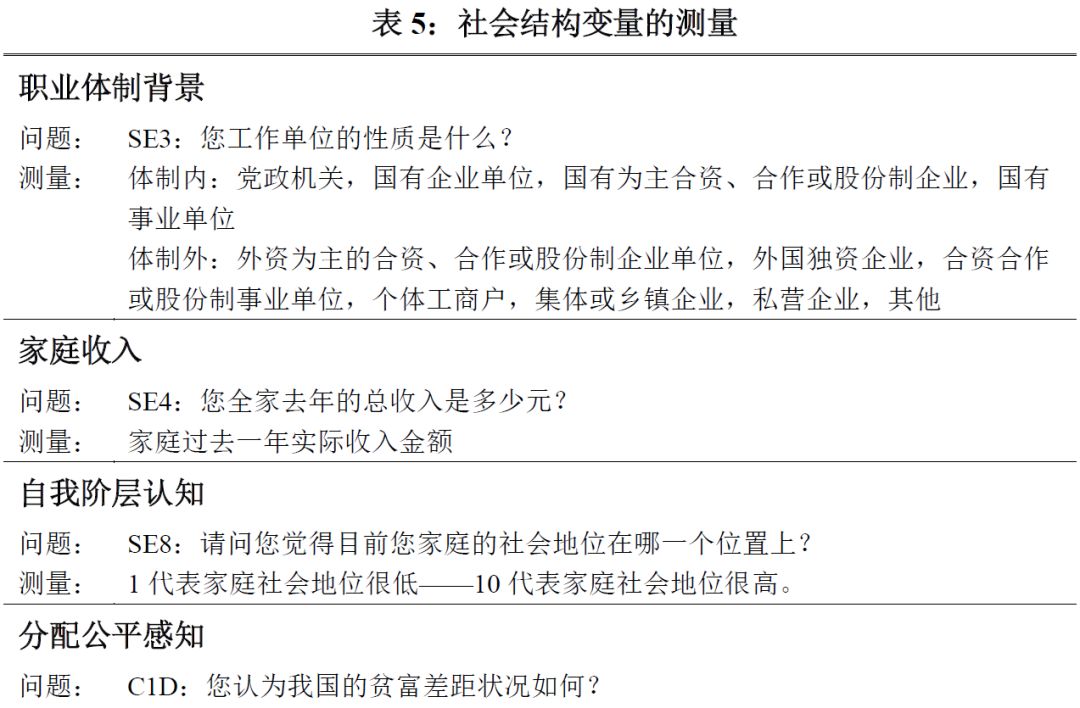 表 5：社会结构变量的测量
职业体制背景
问题： SE3：您工作单位的性质是什么？
测量： 体制内：党政机关，国有企业单位，国有为主合资、合作或股份制企业，国有
事业单位
体制外：外资为主的合资、合作或股份制企业单位，外国独资企业，合资合作
或股份制事业单位，个体工商户，集体或乡镇企业，私营企业，其他
家庭收入
问题： SE4：您全家去年的总收入是多少元？
测量： 家庭过去一年实际收入金额
自我阶层认知
问题： SE8：请问您觉得目前您家庭的社会地位在哪一个位置上？
测量： 1 代表家庭社会地位很低——10 代表家庭社会地位很高。
分配公平感知
问题： C1D：您认为我国的贫富差距状况如何？